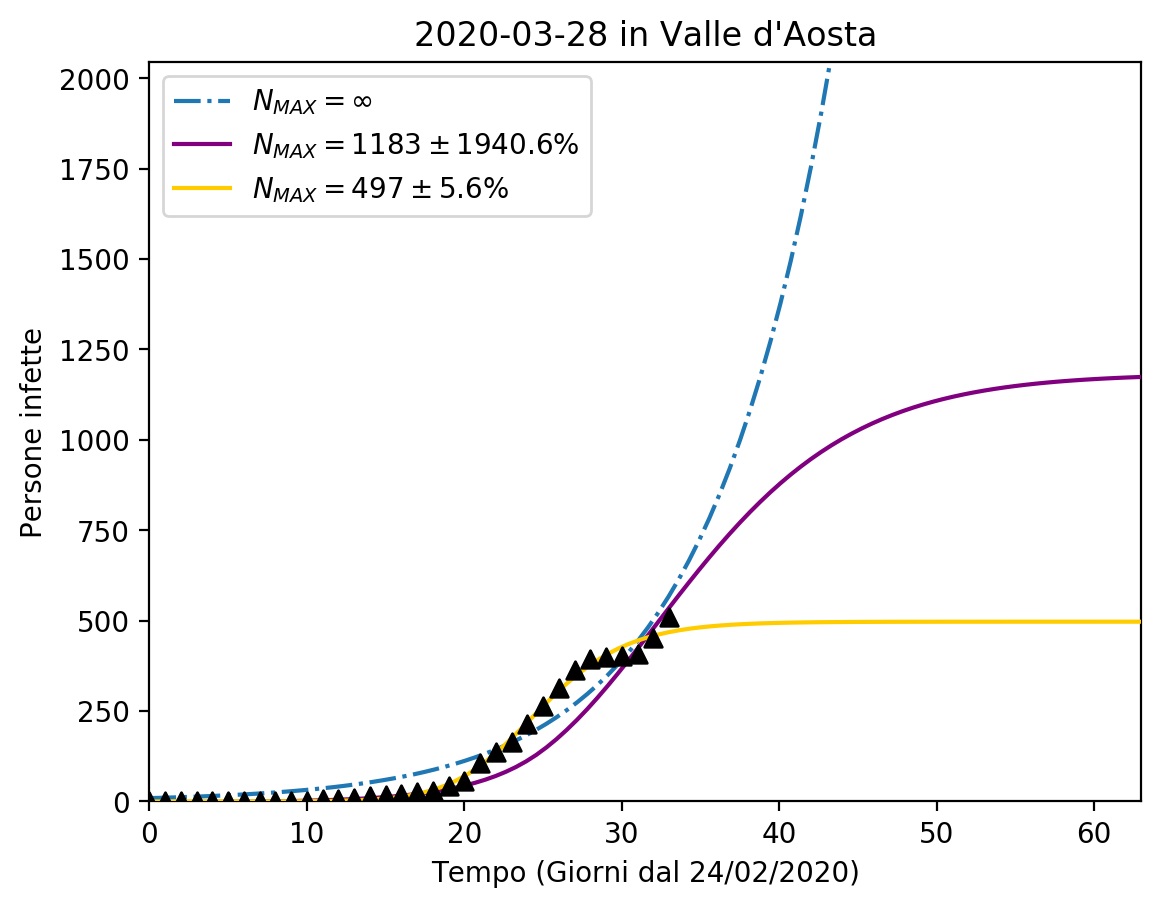 2020-03-28 in Valle d'Aosta
N_MAX = ∞
N_MAX = 1183 ± 1940.6%
N_MAX = 497 ± 5.6%
Persone infette
2000
1750
1500
1250
1000
750
500
250
0
0 10 20 30 40 50 60
Tempo (Giorni dal 24/02/2020)